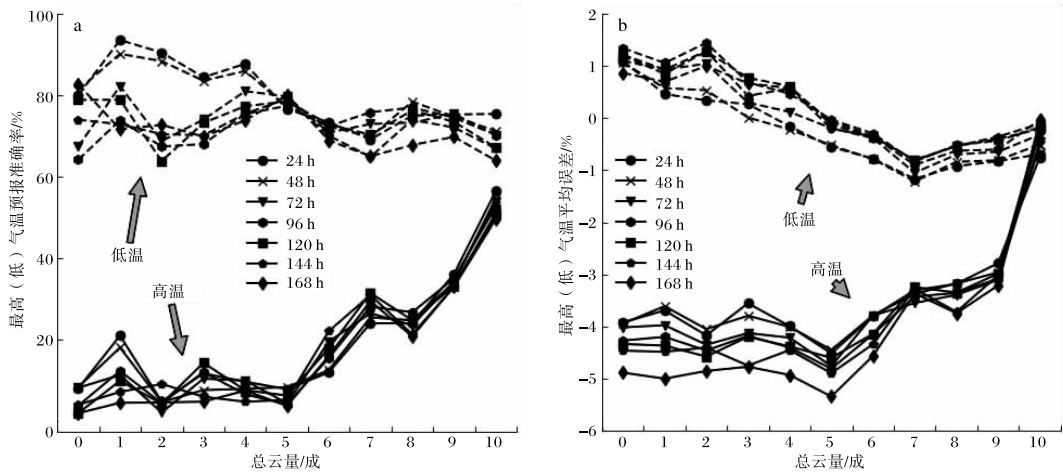 a
100
80
60
40
20
0
最高（低）气温预报准确率/%
24 h
48 h
72 h
96 h
120 h
144 h
168 h
低温
高温
0 1 2 3 4 5 6 7 8 9 10
总云量/成
b
2
1
0
−1
−2
−3
−4
−5
−6
最高（低）气温平均误差/%
24 h
48 h
72 h
96 h
120 h
144 h
168 h
低温
高温
0 1 2 3 4 5 6 7 8 9 10
总云量/成